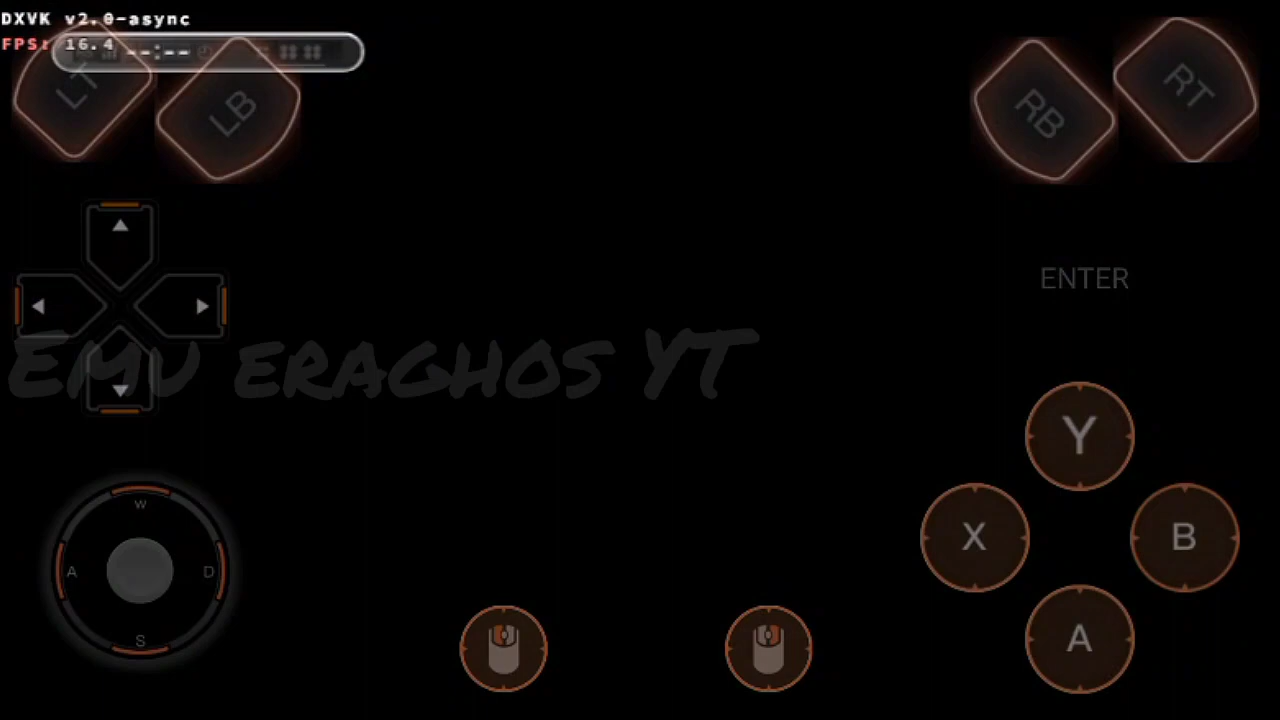 DXVK v2.0-async
FPS: 16.4
--:--
LT
LB
RB
RT
ENTER
Emu eraghos YT
Y
X
B
A
W
A
D
S